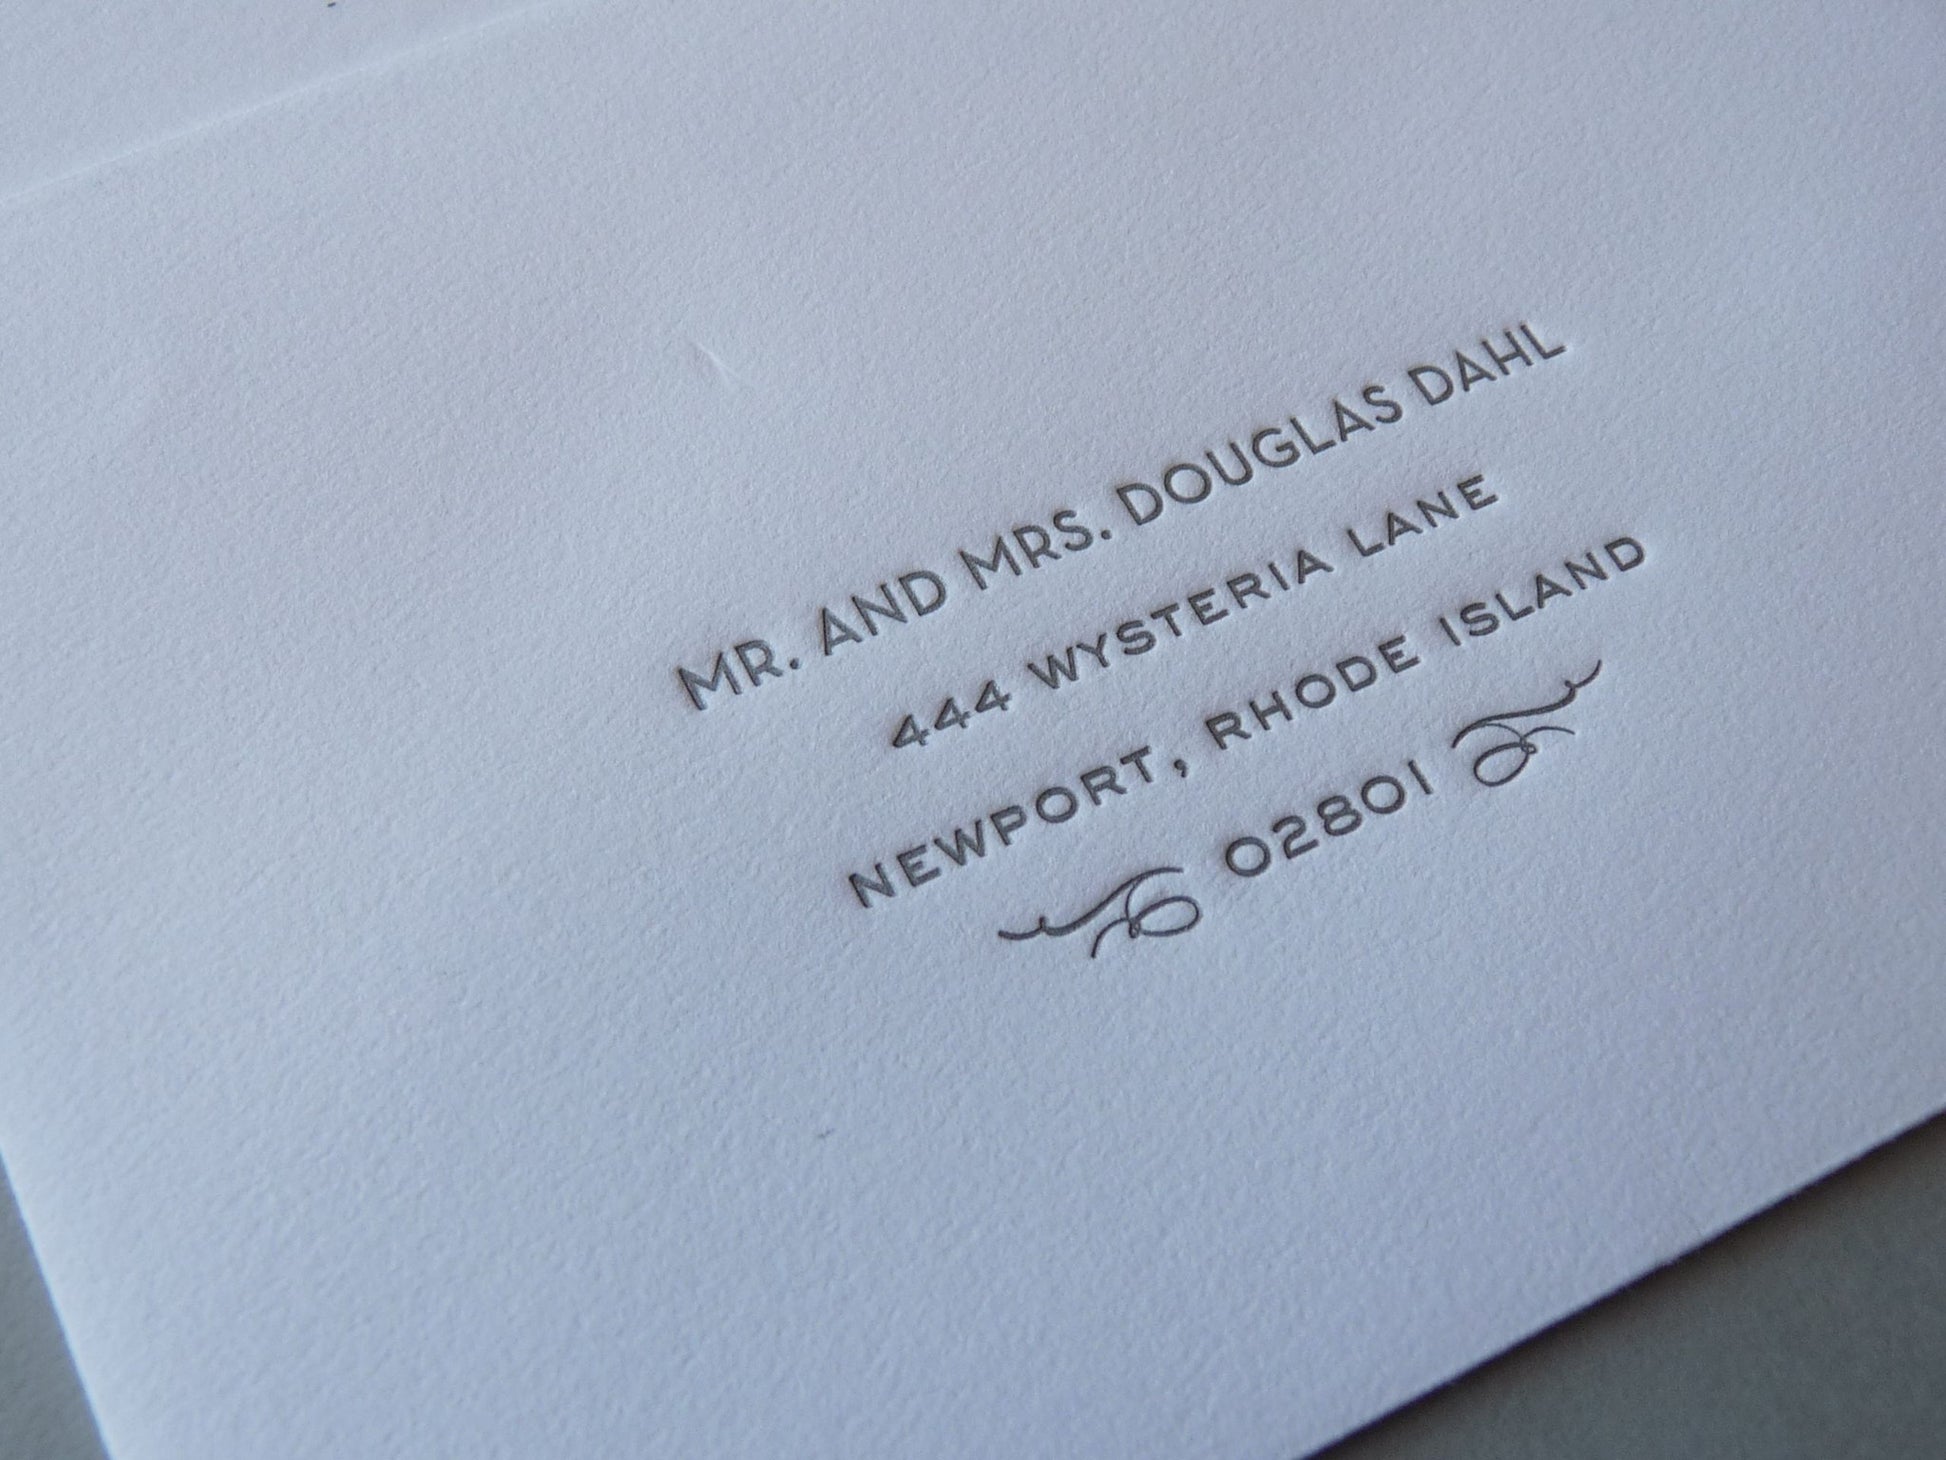 MR. AND MRS. DOUGLAS DAHL
444 WYSTERIA LANE
NEWPORT, RHODE ISLAND
02801